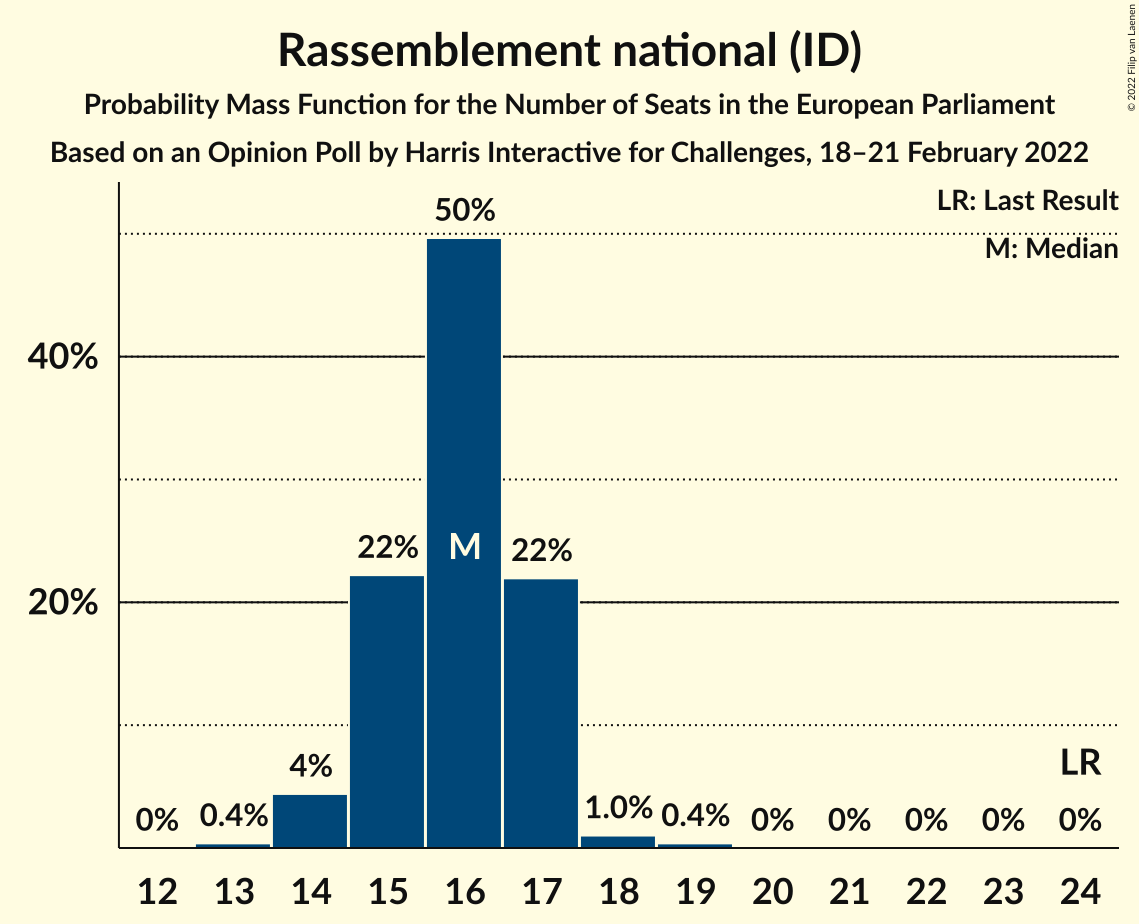 Rassemblement national (ID)
Probability Mass Function for the Number of Seats in the European Parliament
Based on an Opinion Poll by Harris Interactive for Challenges, 18–21 February 2022
© 2022 Filip van Laenen
LR: Last Result
M: Median
50%
40%
22%
M
22%
20%
4%
LR
0%
0.4%
1.0%
0.4%
0%
0%
0%
0%
0%
12 13 14 15 16 17 18 19 20 21 22 23 24